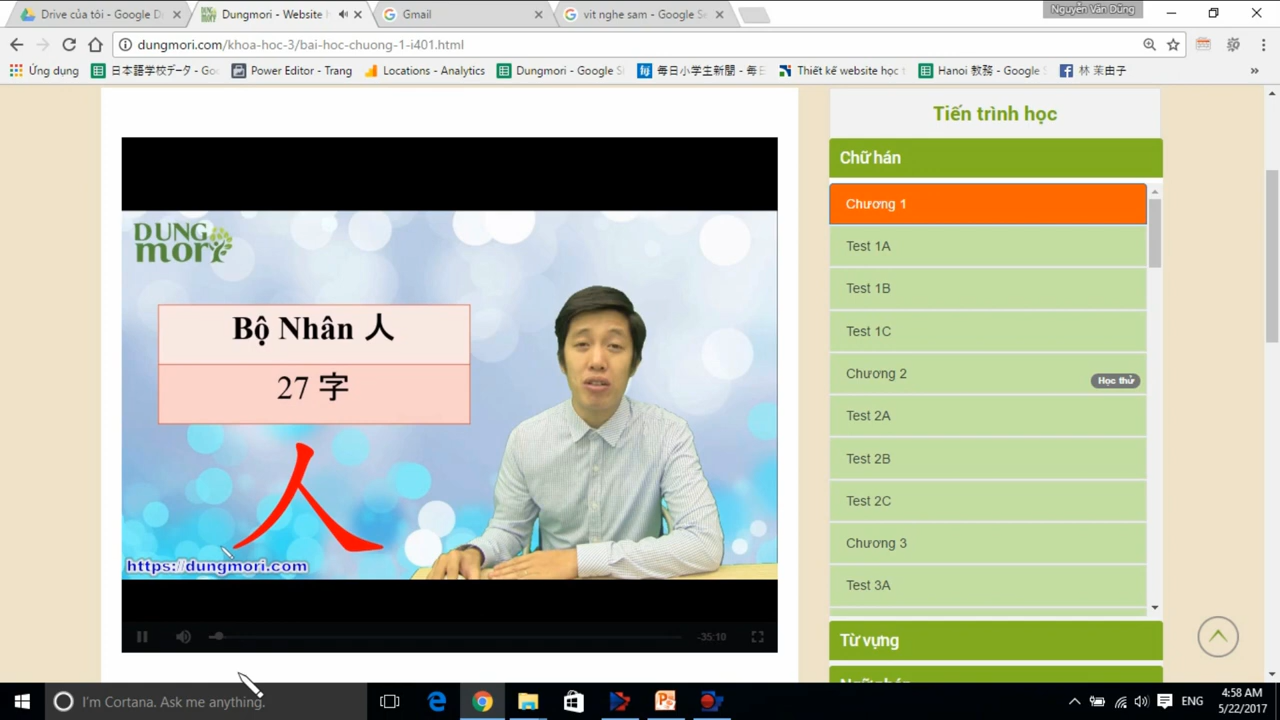 Drive của tôi - Google D
Dungmori - Website H
Gmail
vit nghe sam - Google Se
Nguyễn Văn Dũng
dungmori.com/khoa-hoc-3/bai-hoc-chuong-1-i401.html
Ứng dụng
日本語学校データ - Goo
Power Editor - Trang
Locations - Analytics
Dungmori - Google S
毎日小学生新聞 - 毎日
Thiết kế website học t
Hanoi 教務 - Google
林 茉由子
»
DUNG
mori
Bộ Nhân 人
27 字
人
https://dungmori.com
-35:10
Tiến trình học
Chữ hán
Chương 1
Test 1A
Test 1B
Test 1C
Chương 2
Học thử
Test 2A
Test 2B
Test 2C
Chương 3
Test 3A
Từ vựng
Ngữ pháp
I'm Cortana. Ask me anything.
ENG
4:58 AM
5/22/2017